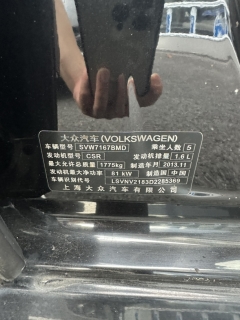 大众汽车(VOLKSWAGEN)
车辆型号 SVW7167BMD 乘坐人数 5
发动机型号 CSR 发动机排量 1.6 L
最大允许总质量 1775kg 制造年月 2013.11
发动机最大净功率 81 kW 制造国 中国
车辆识别代号 LSVNV2183D2285369
上海大众汽车有限公司